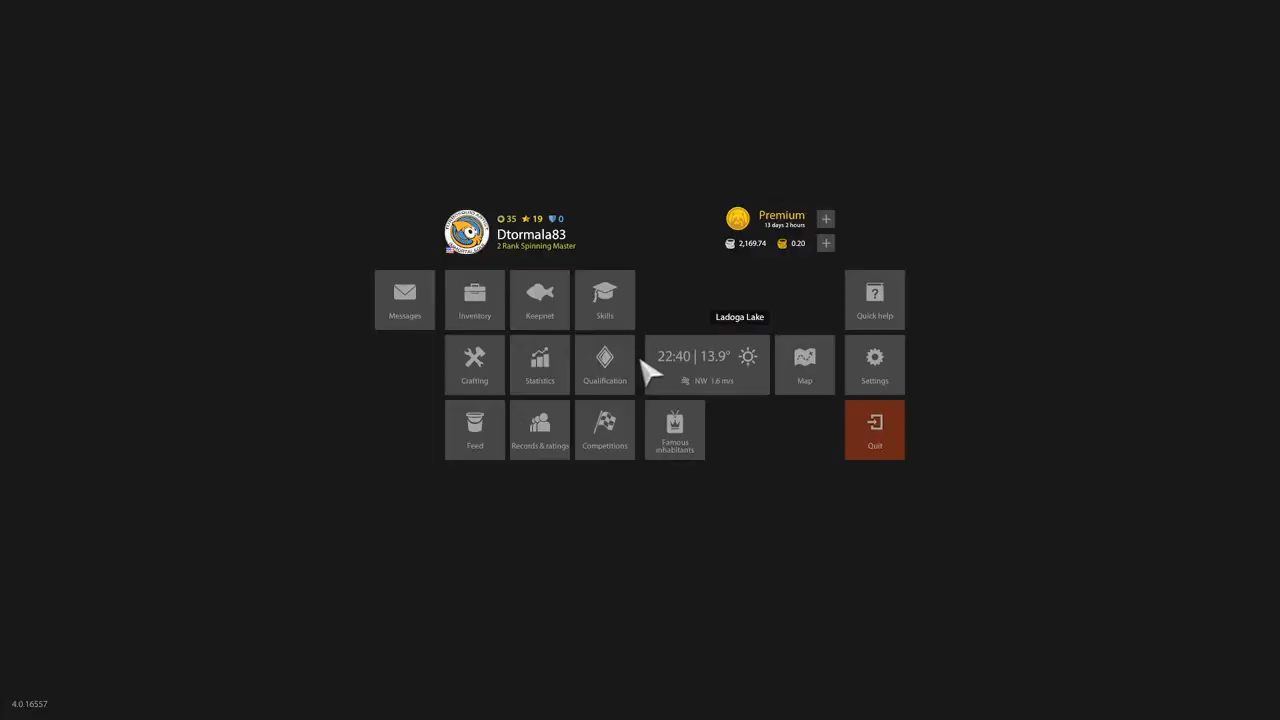 35 19 0
Dtormala83
2 Rank Spinning Master
Premium
13 days 2 hours
2,169.74 0.20
Messages
Inventory
Keepnet
Skills
Ladoga Lake
Quick help
Crafting
Statistics
Qualification
22:40 | 13.9°
NW 1.6 m/s
Map
Settings
Feed
Records & ratings
Competitions
Famous
inhabitants
Quit
4.0.16557